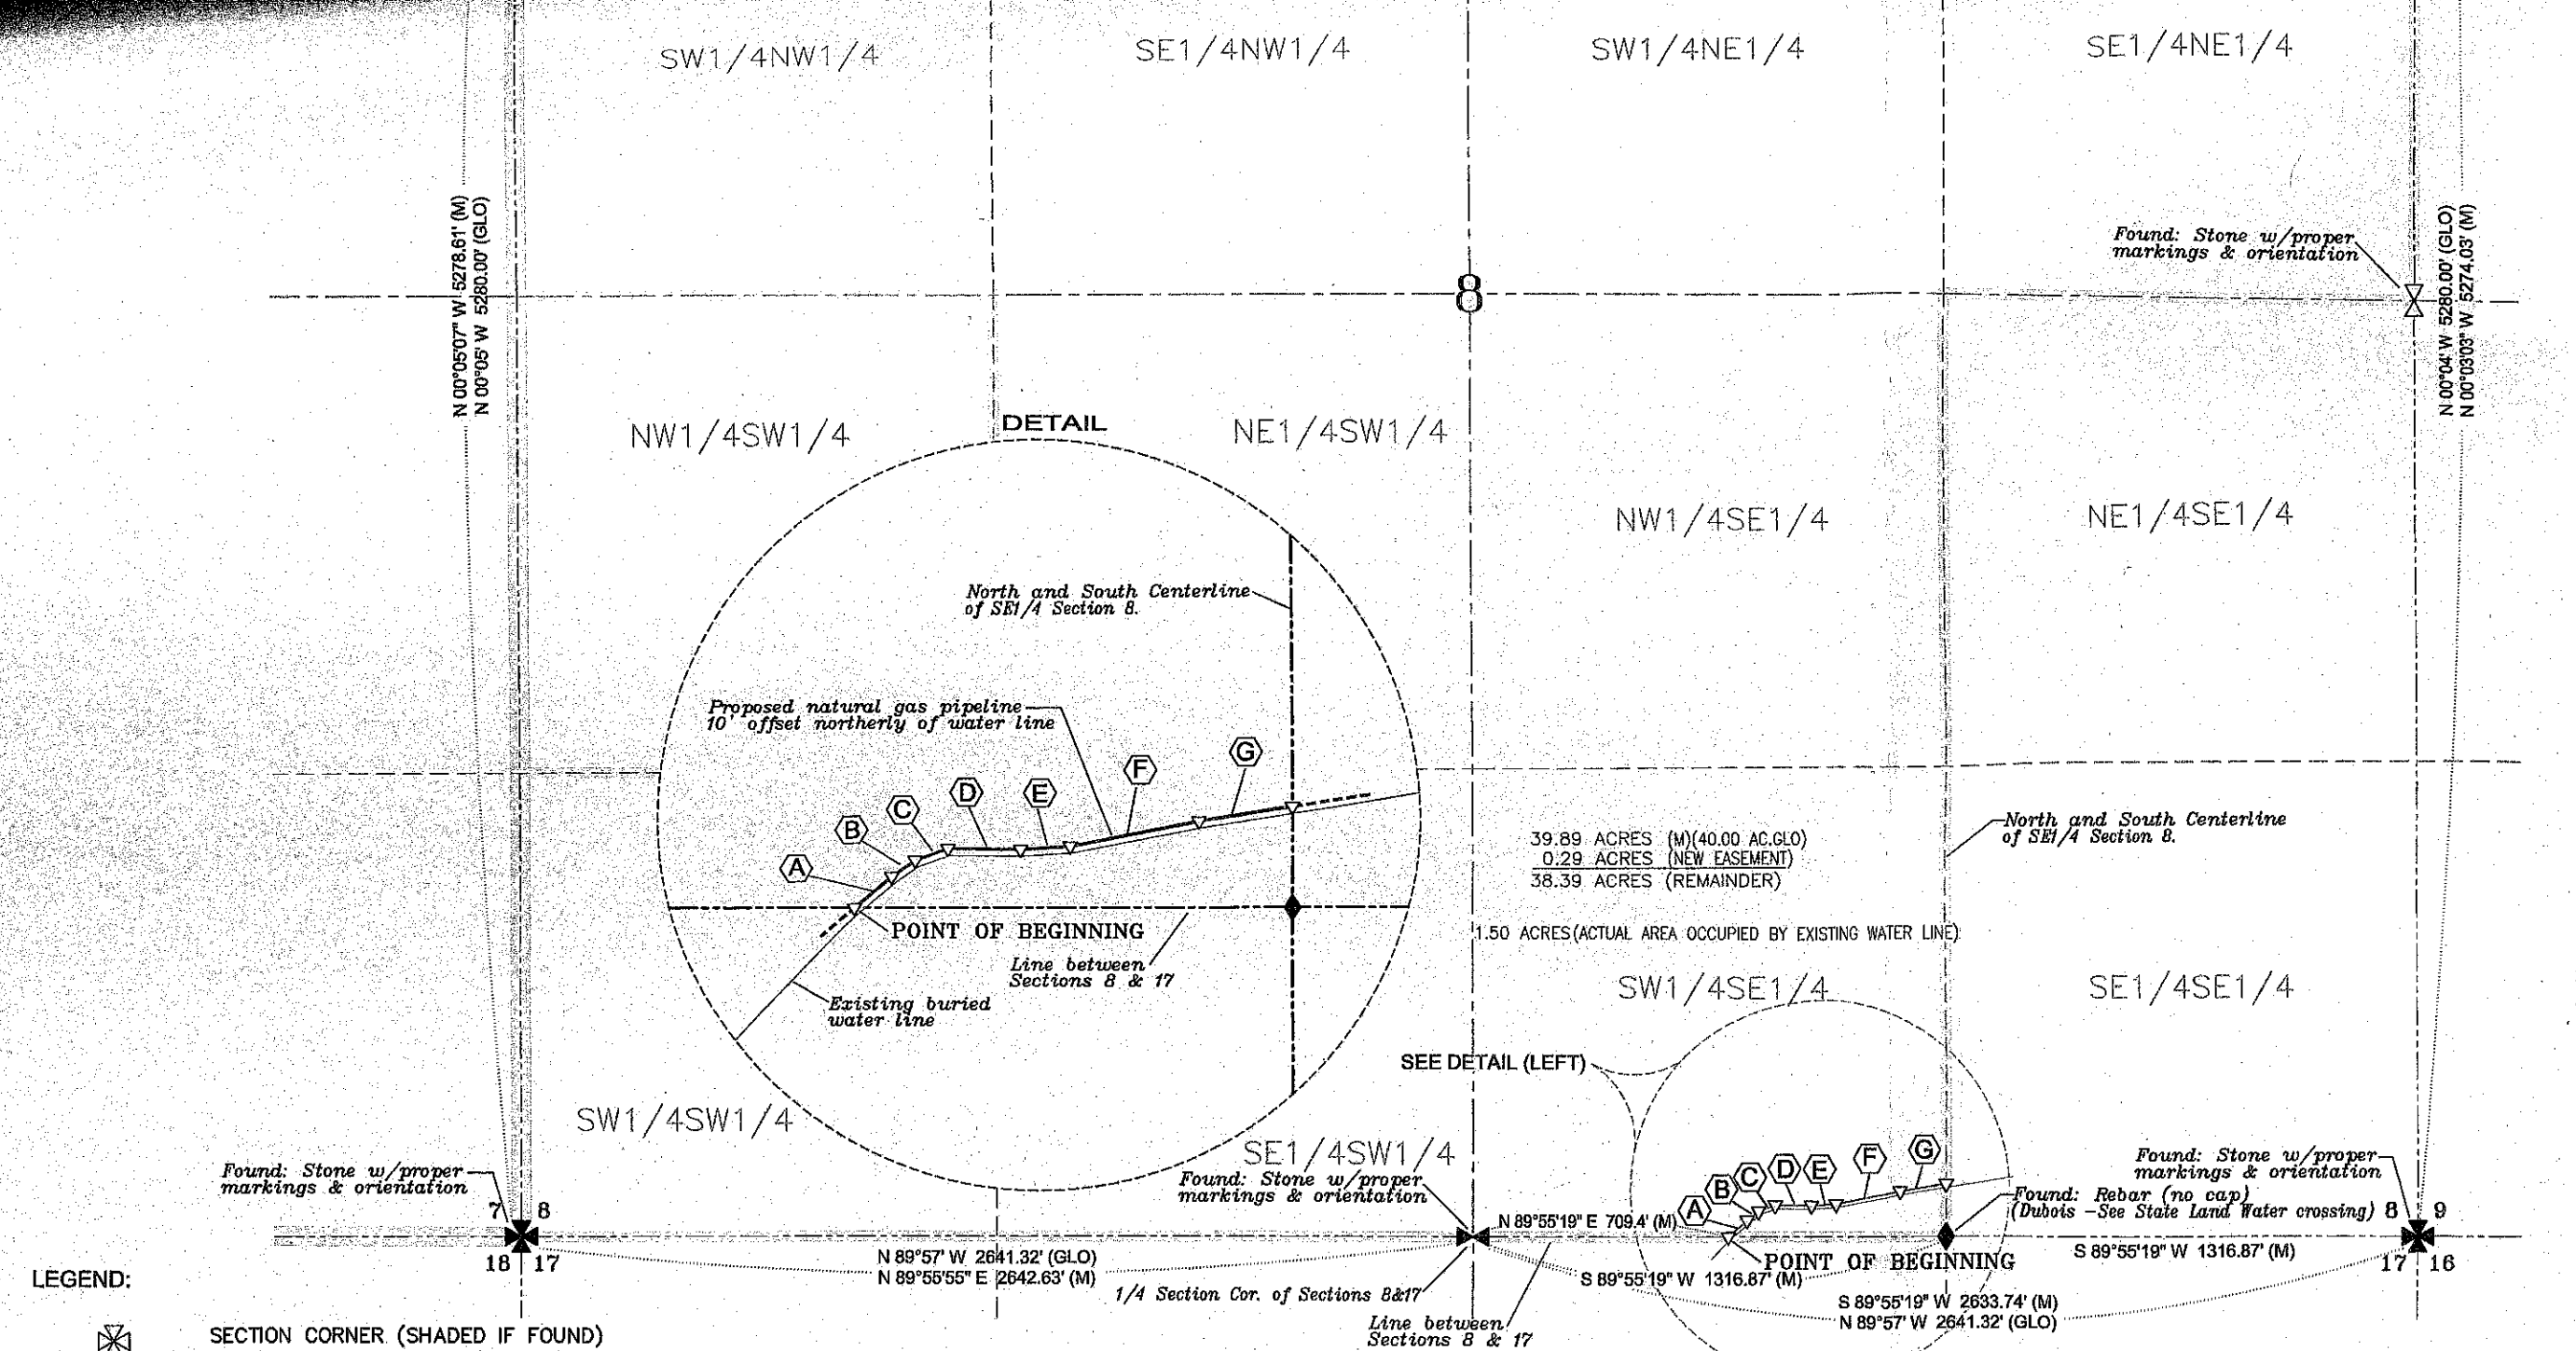 SW1/4NW1/4
SE1/4NW1/4
SW1/4NE1/4
SE1/4NE1/4
N 00°05'07" W 5278.61' (M)
N 00°05' W 5280.00' (GLO)
8
Found: Stone w/proper
markings & orientation
N 00°04' W 5280.00' (GLO)
N 00°03'03" W 5274.03' (M)
NW1/4SW1/4
DETAIL
NE1/4SW1/4
NW1/4SE1/4
NE1/4SE1/4
North and South Centerline
of SE1/4 Section 8.
Proposed natural gas pipeline
10' offset northerly of water line
A
B
C
D
E
F
G
POINT OF BEGINNING
Line between
Sections 8 & 17
Existing buried
water line
39.89 ACRES (M)(40.00 AC.GLO)
0.29 ACRES (NEW EASEMENT)
38.39 ACRES (REMAINDER)
1.50 ACRES(ACTUAL AREA OCCUPIED BY EXISTING WATER LINE)
North and South Centerline
of SE1/4 Section 8.
SW1/4SE1/4
SE1/4SE1/4
SEE DETAIL (LEFT)
SW1/4SW1/4
SE1/4SW1/4
Found: Stone w/proper
markings & orientation
7 8
18 17
Found: Stone w/proper
markings & orientation
N 89°55'19" E 709.4' (M)
A
B
C
D
E
F
G
Found: Stone w/proper
markings & orientation
Found: Rebar (no cap)
(Dubois -See State Land Water crossing)
8 9
17 16
POINT OF BEGINNING
S 89°55'19" W 1316.87' (M)
N 89°57' W 2641.32' (GLO)
N 89°55'55" E 2642.63' (M)
1/4 Section Cor. of Sections 8&17
S 89°55'19" W 1316.87' (M)
S 89°55'19" W 2633.74' (M)
N 89°57' W 2641.32' (GLO)
Line between
Sections 8 & 17
LEGEND:
SECTION CORNER (SHADED IF FOUND)